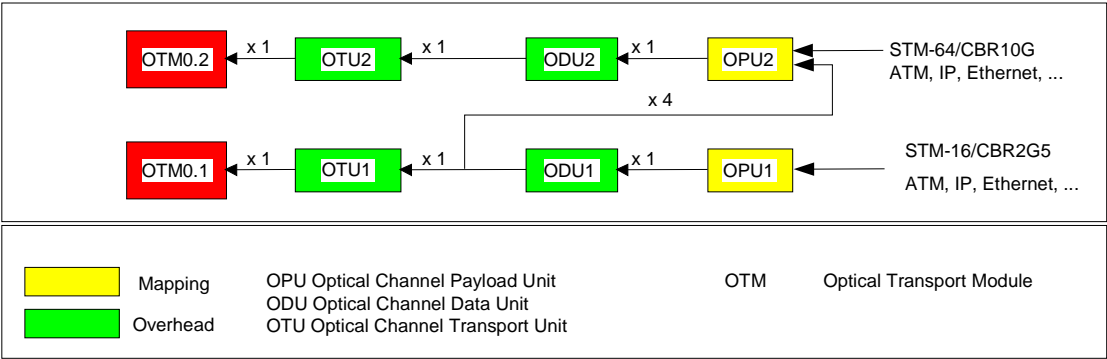 x 1
x 1
x 1
STM-64/CBR10G
OTM0.2
OTU2
ODU2
OPU2
ATM, IP, Ethernet, ...
x 4
x 1
x 1
x 1
STM-16/CBR2G5
OTM0.1
OTU1
ODU1
OPU1
ATM, IP, Ethernet, ...
Mapping
OPU Optical Channel Payload Unit
OTM Optical Transport Module
ODU Optical Channel Data Unit
Overhead
OTU Optical Channel Transport Unit